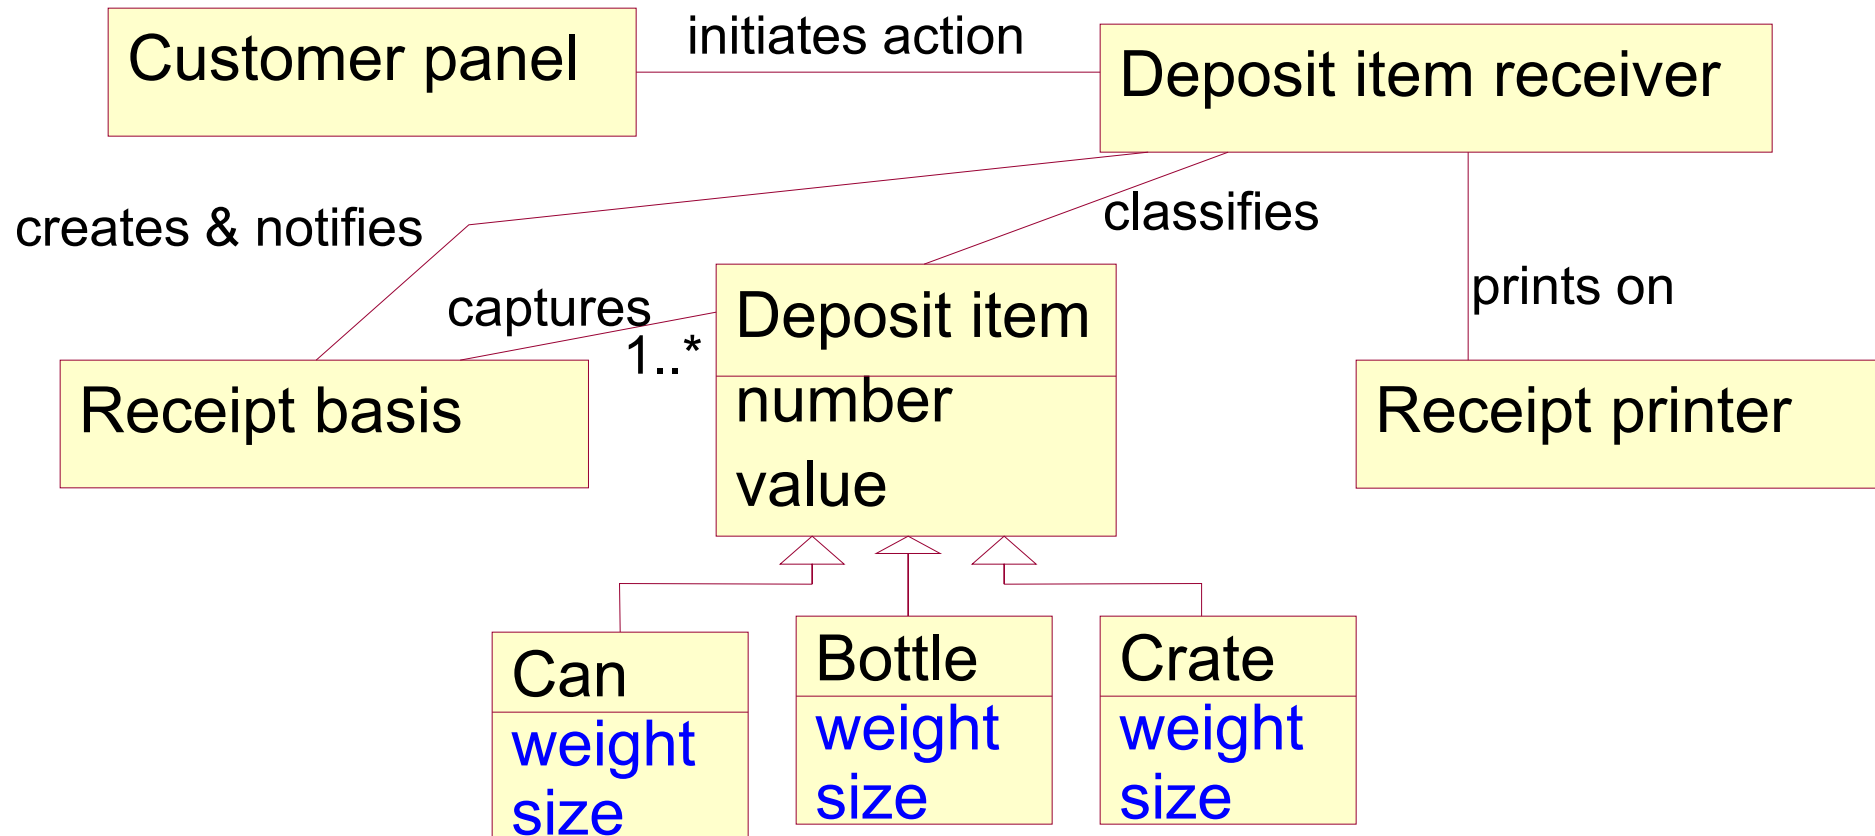 Customer panel
initiates action
Deposit item receiver
creates & notifies
classifies
captures
1..*
prints on
Receipt basis
Deposit item
number
value
Receipt printer
Can
weight
size
Bottle
weight
size
Crate
weight
size